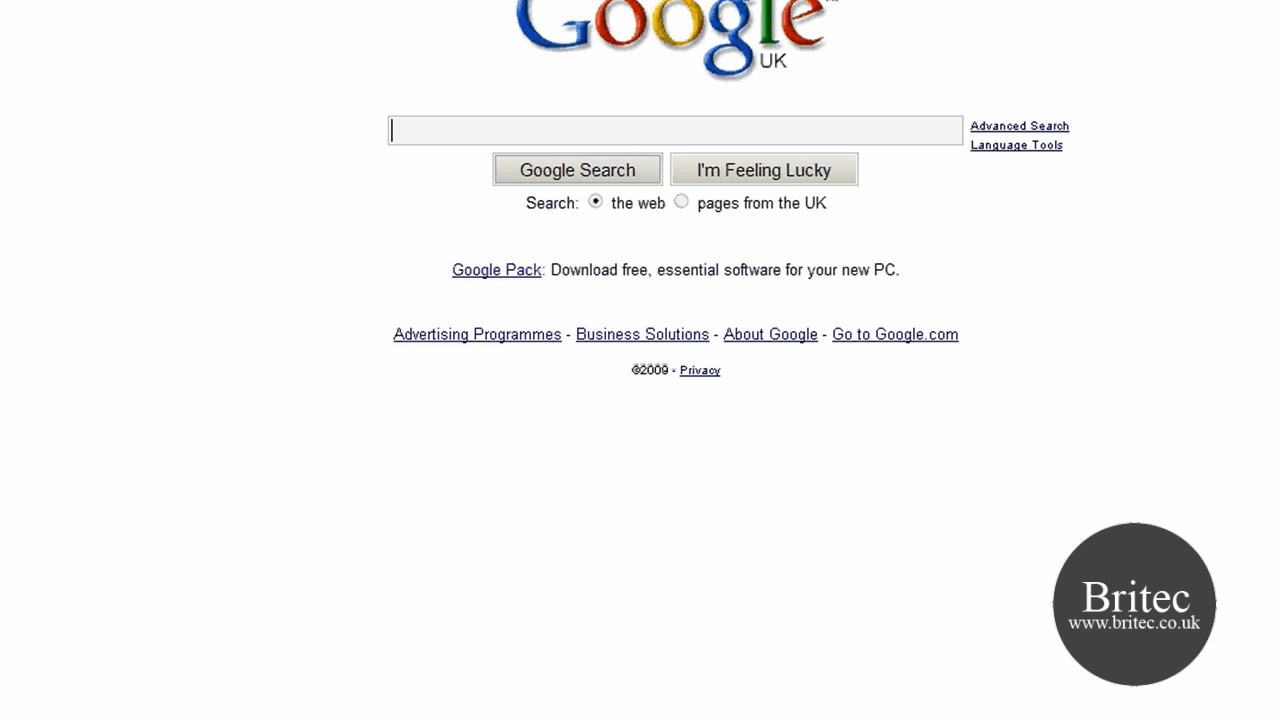 Google
UK
Advanced Search
Language Tools
Google Search I'm Feeling Lucky
Search: the web pages from the UK
Google Pack: Download free, essential software for your new PC.
Advertising Programmes - Business Solutions - About Google - Go to Google.com
©2009 - Privacy
Britec
www.britec.co.uk